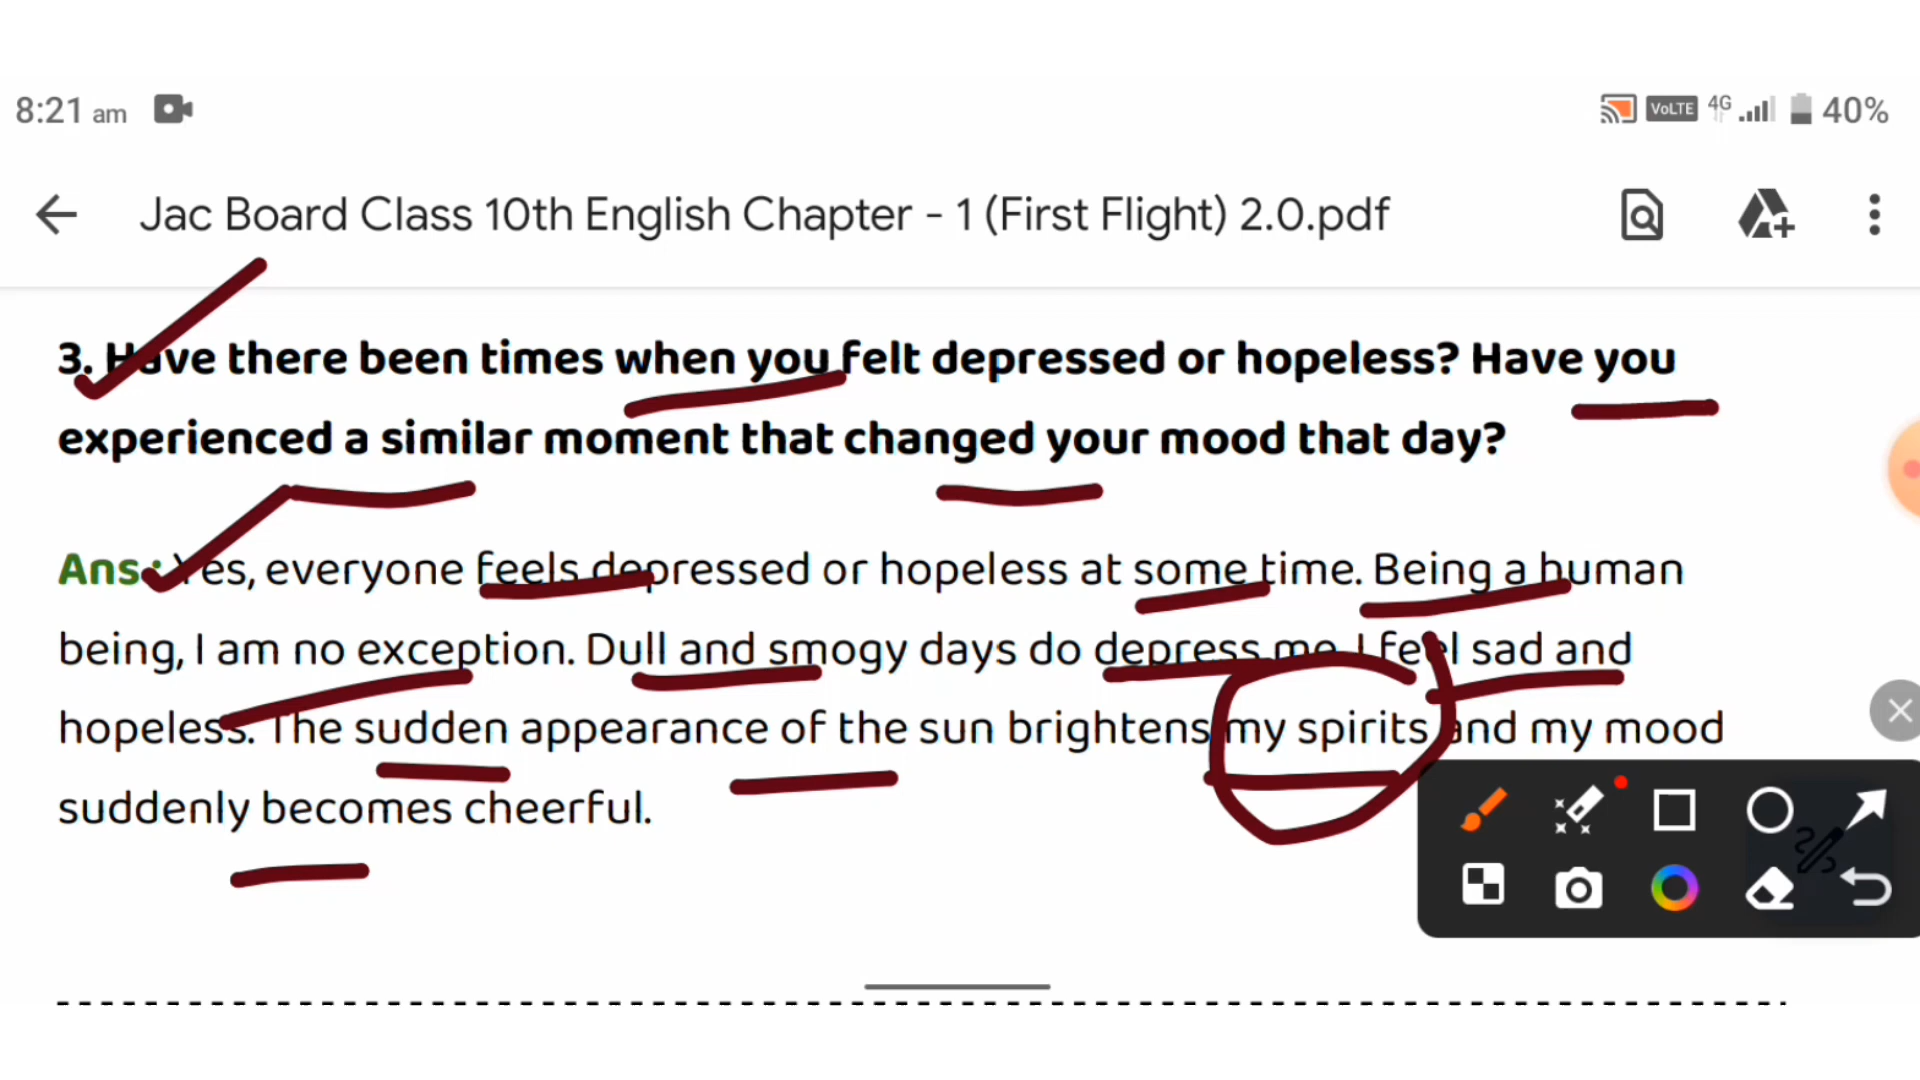 8:21 am VoLTE 4G 40%
Jac Board Class 10th English Chapter - 1 (First Flight) 2.0.pdf
3. Have there been times when you felt depressed or hopeless? Have you
experienced a similar moment that changed your mood that day?
Ans.: Yes, everyone feels depressed or hopeless at some time. Being a human
being, I am no exception. Dull and smogy days do depress me. I feel sad and
hopeless. The sudden appearance of the sun brightens my spirits and my mood
suddenly becomes cheerful.